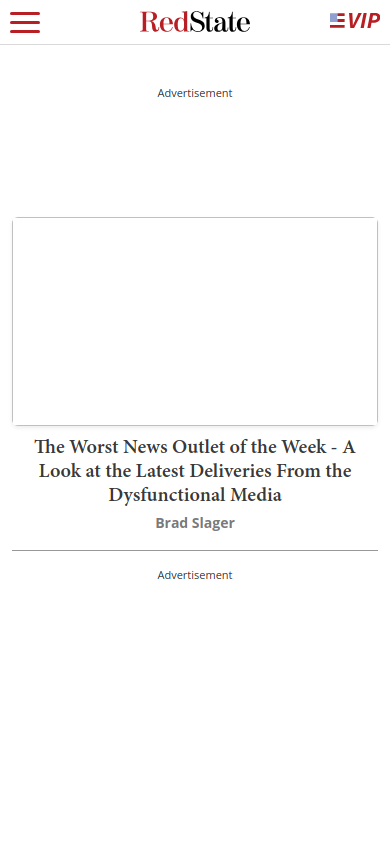 RedState
VIP
Advertisement
The Worst News Outlet of the Week - A
Look at the Latest Deliveries From the
Dysfunctional Media
Brad Slager
Advertisement